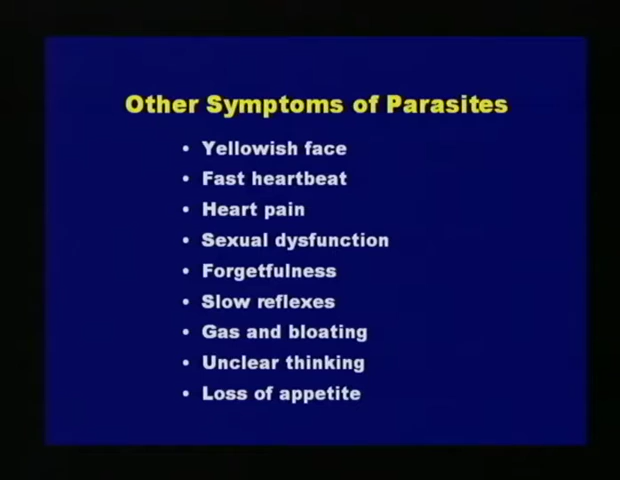 Other Symptoms of Parasites
• Yellowish face
• Fast heartbeat
• Heart pain
• Sexual dysfunction
• Forgetfulness
• Slow reflexes
• Gas and bloating
• Unclear thinking
• Loss of appetite